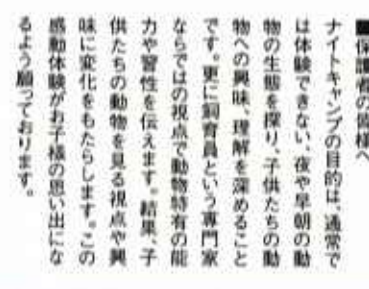 ■保護者の皆様へ
ナイトキャンプの目的は、通常で
は体験できない、夜や早朝の動
物の生態を探り、子供たちの動
物への興味、理解を深めること
です。更に飼育員という専門家
ならではの視点で動物特有の能
力や習性を伝えます。結果、子
供たちの動物を見る視点や興
味に変化をもたらします。この
感動体験がお子様の思い出にな
るよう願っております。